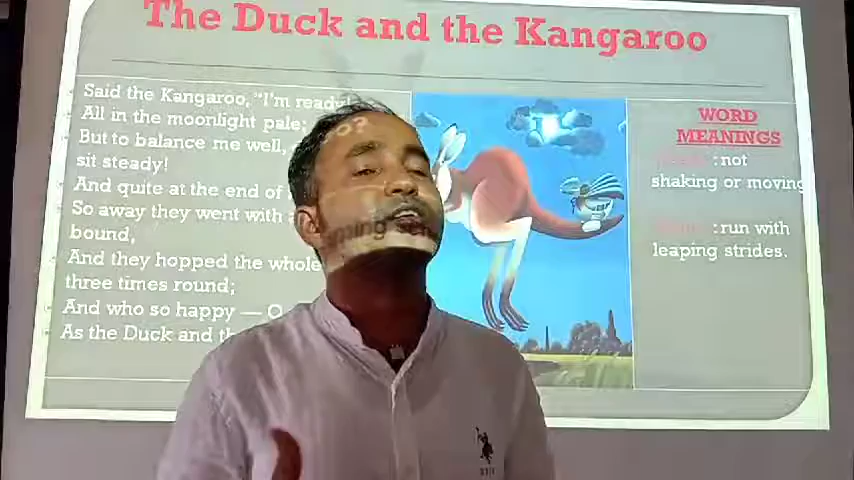 The Duck and the Kangaroo
Said the Kangaroo, “I'm ready!
All in the moonlight pale;
But to balance me well,
sit steady!
And quite at the end of
So away they went with a
bound,
And they hopped the whole
three times round;
And who so happy — O
As the Duck and th
WORD
MEANINGS
: not
shaking or moving
: run with
leaping strides.